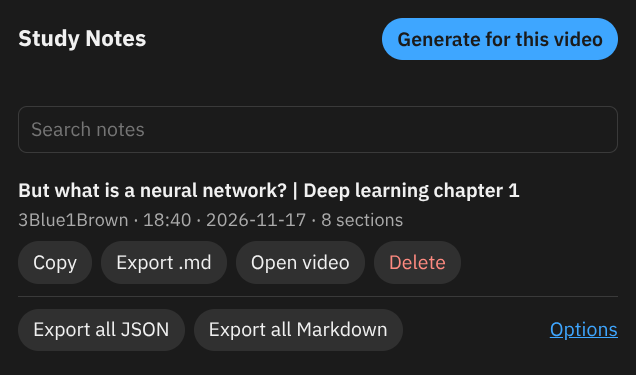 Study Notes
Generate for this video
Search notes
But what is a neural network? | Deep learning chapter 1
3Blue1Brown · 18:40 · 2026-11-17 · 8 sections
Copy
Export .md
Open video
Delete
Export all JSON
Export all Markdown
Options